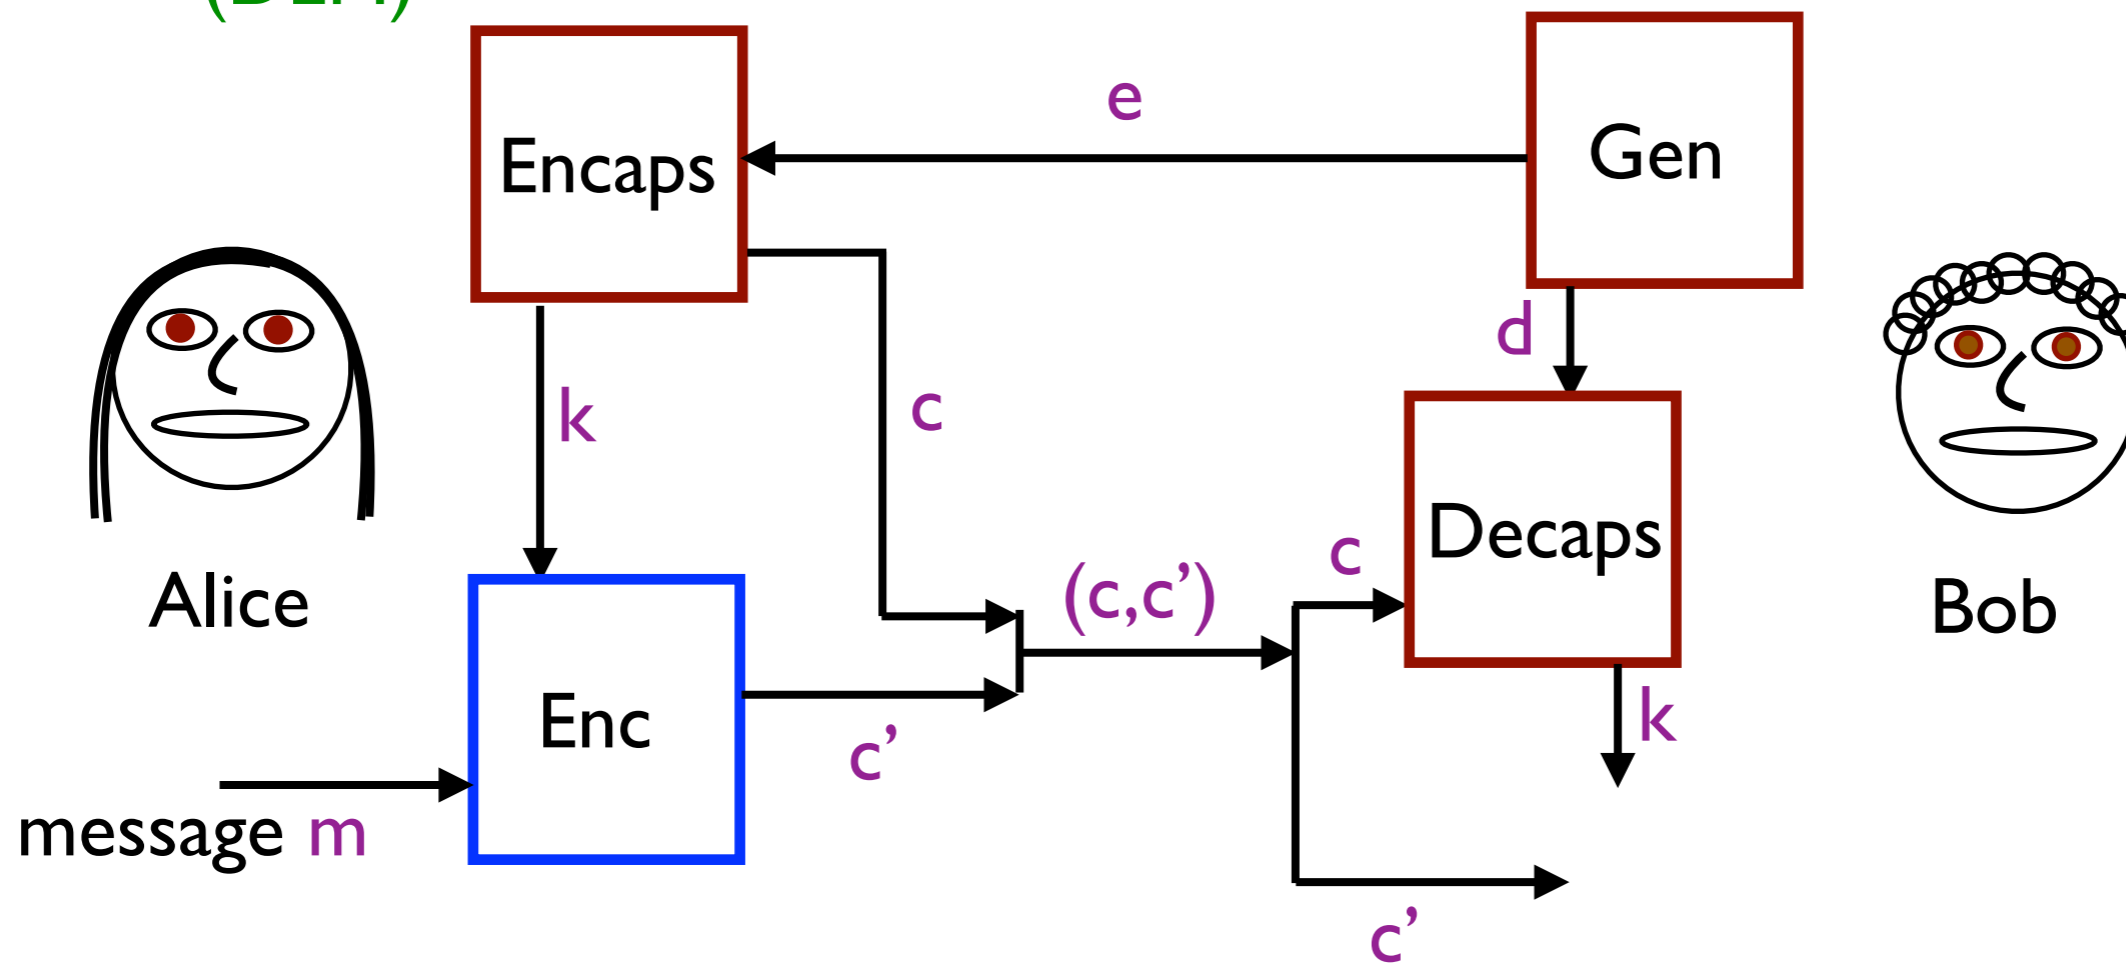 e
Encaps
Gen
d
k
c
Decaps
c
(c,c’)
Alice
Bob
Enc
k
c’
message m
c’